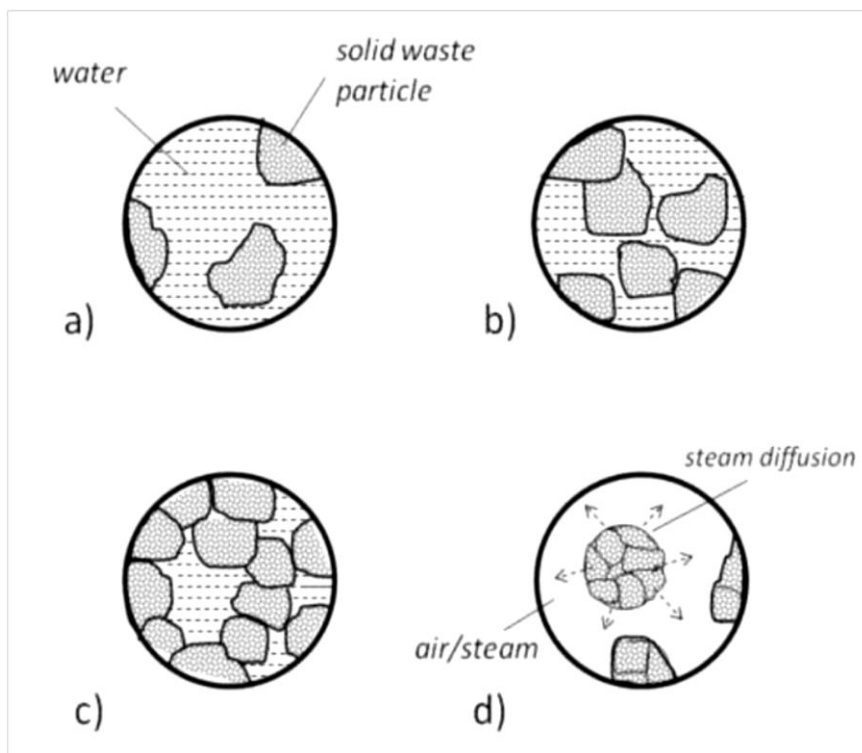 water
solid waste
particle
a)
b)
steam diffusion
air/steam
c)
d)